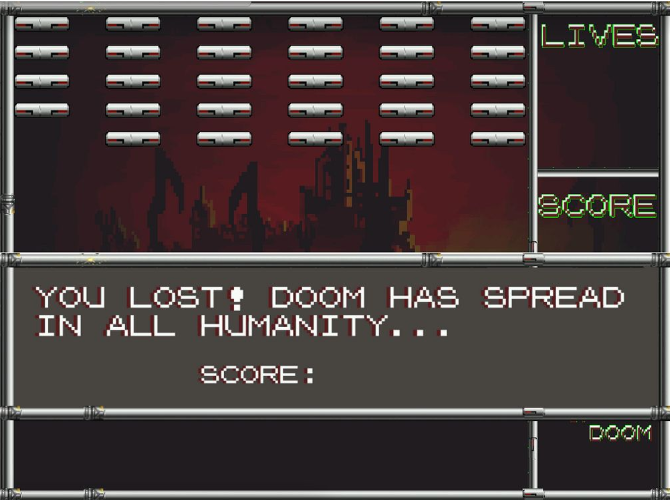 LIVES
SCORE
YOU LOST! DOOM HAS SPREAD
IN ALL HUMANITY...
SCORE:
DOOM